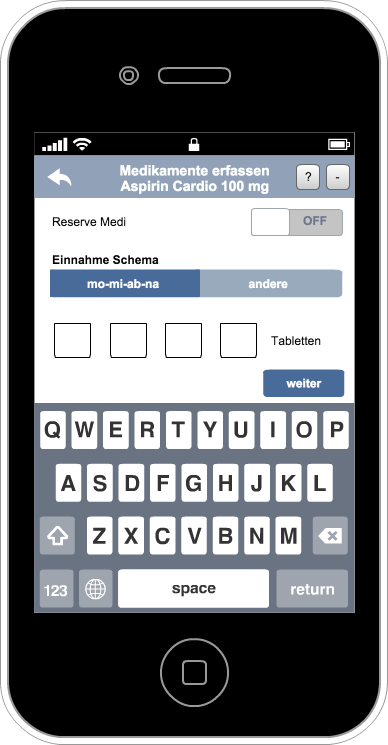 Medikamente erfassen
Aspirin Cardio 100 mg
? -
Reserve Medi OFF
Einnahme Schema
mo-mi-ab-na andere
Tabletten
weiter
Q W E R T Y U I O P
A S D F G H J K L
Z X C V B N M
123 space return